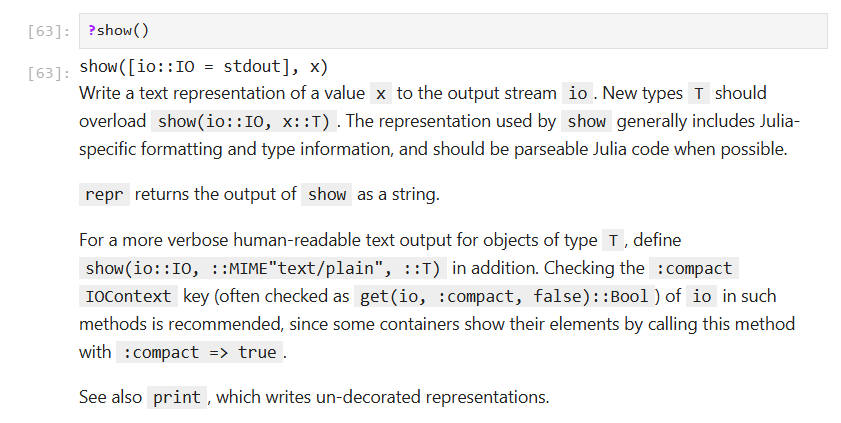 [63]: ?show()
[63]: show([io::IO = stdout], x)
Write a text representation of a value x to the output stream io . New types T should
overload show(io::IO, x::T) . The representation used by show generally includes Julia-
specific formatting and type information, and should be parseable Julia code when possible.
repr returns the output of show as a string.
For a more verbose human-readable text output for objects of type T , define
show(io::IO, ::MIME"text/plain", ::T) in addition. Checking the :compact
IOContext key (often checked as get(io, :compact, false)::Bool ) of io in such
methods is recommended, since some containers show their elements by calling this method
with :compact => true .
See also print , which writes un-decorated representations.